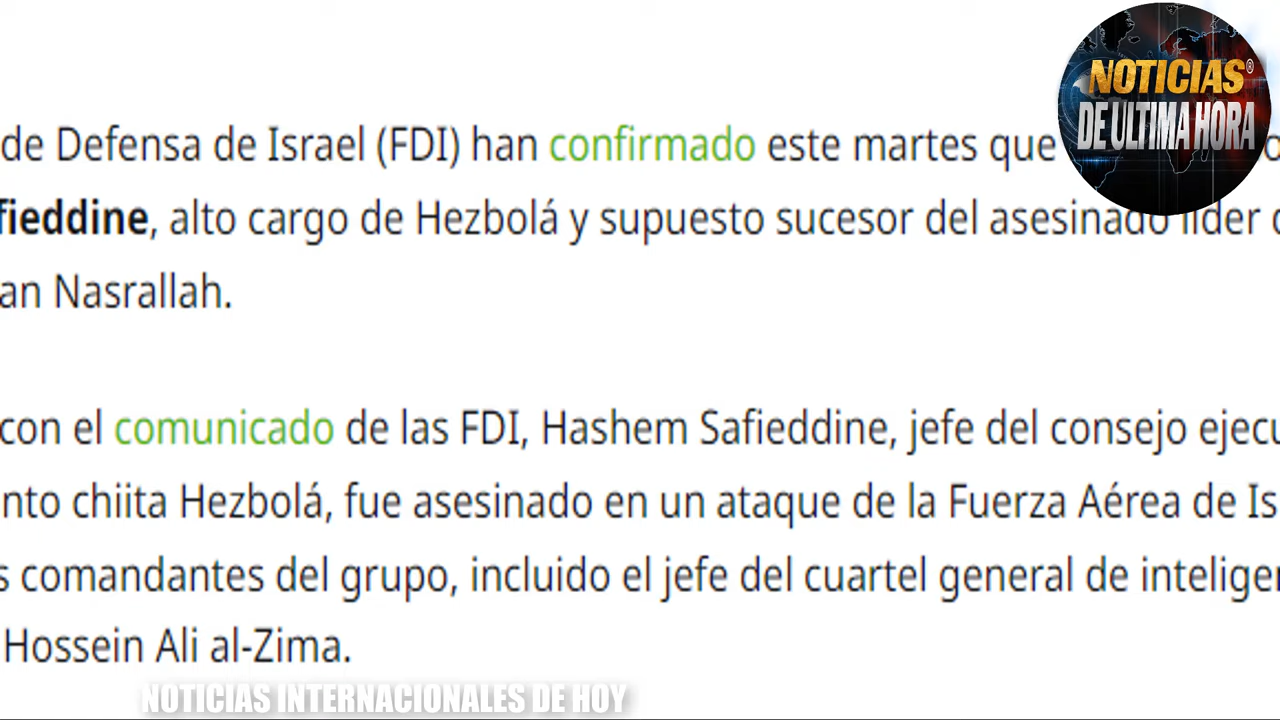 NOTICIAS®
DE ULTIMA HORA
de Defensa de Israel (FDI) han confirmado este martes que
fieddine, alto cargo de Hezbolá y supuesto sucesor del asesinado líder
an Nasrallah.
con el comunicado de las FDI, Hashem Safieddine, jefe del consejo ejecu
nto chiita Hezbolá, fue asesinado en un ataque de la Fuerza Aérea de Is
s comandantes del grupo, incluido el jefe del cuartel general de inteliger
Hossein Ali al-Zima.
NOTICIAS INTERNACIONALES DE HOY